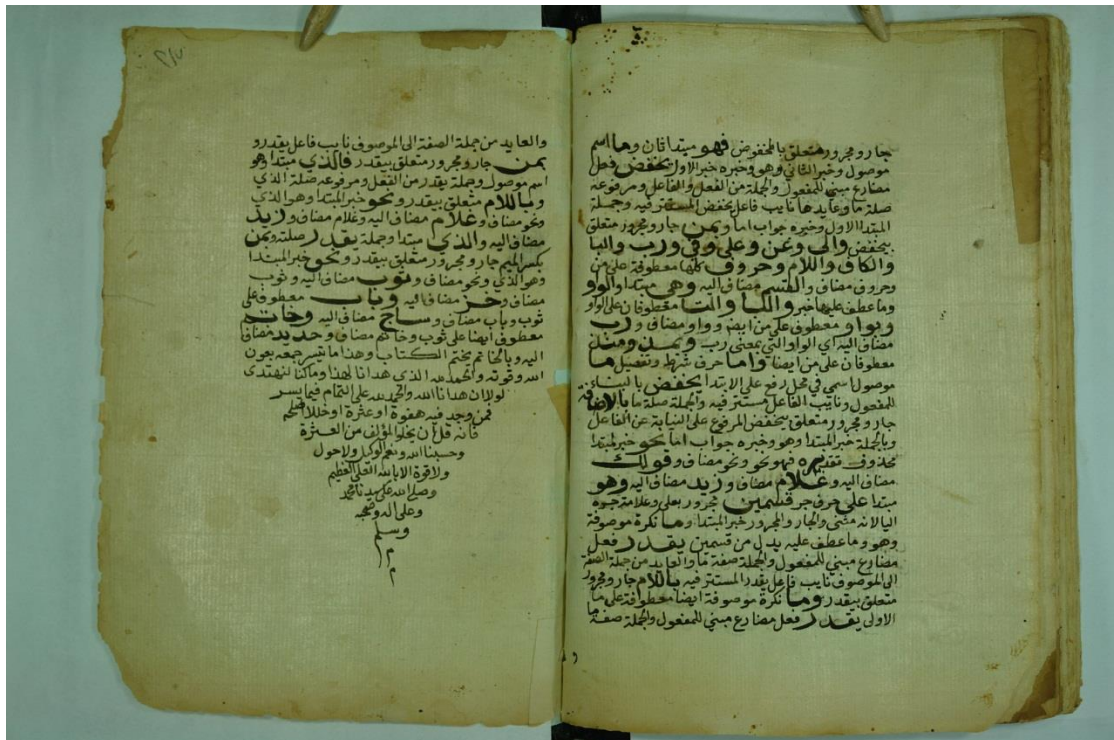 جار ومجرور متعلق بالمخفوض فهو مبتدا ثان وما اسم
موصول وخبر الثاني وهو وخبره خبر الاول يخفض فعل
مضارع مبني للمفعول والجملة من الفعل والفاعل ومرفوعه
صلة ما وعايدها نايب فاعل يخفض المستتر فيه وجملة
المبتدا الاول وخبره جواب اما وبمن جار ومجرور متعلق
بيخفض والى وعن وعلى وفي ورب والبا
والكاف واللام وحروف كلها معطوفة على من
وحروف مضاف والقسم مضاف اليه وهي مبتدا والواو
وما عطف عليها خبر والبا والتا معطوفان على الواو
وبواو معطوف على من ايضا وواو مضاف ورب
مضاف اليه اي الواو التي بمعنى رب وبمذ ومنذ
معطوفان على من ايضا واما حرف شرط وتفصيل ما
موصول اسمي في محل رفع على الابتدا يخفض بالبناء
للمفعول ونايب الفاعل مستتر فيه والجملة صلة ما بالاضافة
جار ومجرور متعلق بيخفض المرفوع على النيابة عن الفاعل
وبالجملة خبر المبتدا وهو وخبره جواب اما نحو خبر لمبتدا
محذوف تقديره فهو نحو ونحو مضاف وقولك
مضاف اليه وغلام مضاف وزيد مضاف اليه وهو
مبتدا على حرف جر قسمين مجرور بعلى وعلامة جره
اليا لانه مثنى والجار والمجرور خبر المبتدا وما نكرة موصوفة
وهو وما عطف عليه بدل من قسمين يقدر فعل
مضارع مبني للمفعول والجملة صفة ما والعايد من جملة الصفة
الى الموصوف نايب فاعل يقدر المستتر فيه باللام جار ومجرور
متعلق بيقدر وما نكرة موصوفة ايضا معطوفة على ما
الاولى يقدر فعل مضارع مبني للمفعول والجملة صفة ما
والعايد من جملة الصفة الى الموصوف نايب فاعل يقدر و
بمن جار ومجرور متعلق بيقدر فالذي مبتدا وهو
اسم موصول وجملة يقدر من الفعل ومرفوعه صلة الذي
وباللام متعلق بيقدر ونحو خبر المبتدا وهو الذي
ونحو مضاف وغلام مضاف اليه وغلام مضاف وزيد
مضاف اليه والذي مبتدا وجملة يقدر صلته وبمن
بكسر الميم جار ومجرور متعلق بيقدر ونحو خبر المبتدا
وهو الذي ونحو مضاف وثوب مضاف اليه وثوب
مضاف وخز مضاف اليه وباب معطوف على
ثوب وباب مضاف وساج مضاف اليه وخاتم
معطوف ايضا على ثوب وخاتم مضاف وحديد مضاف
اليه وبالخاتم يختم الكتاب وهذا ما تيسر جمعه بعون
الله وقوته والحمد لله الذي هدانا لهذا وما كنا لنهتدى
لولا ان هدانا الله والحمد لله على التمام فيما يسر
فمن وجد فيه هفوة او عثرة او خللا
فانه قل ان يخلوا المؤلف من العثرة
وحسبنا الله ونعم الوكيل ولا حول
ولا قوة الا بالله العلي العظيم
وصلى الله على سيدنا محمد
وعلى اله وصحبه
وسلم
م م
م